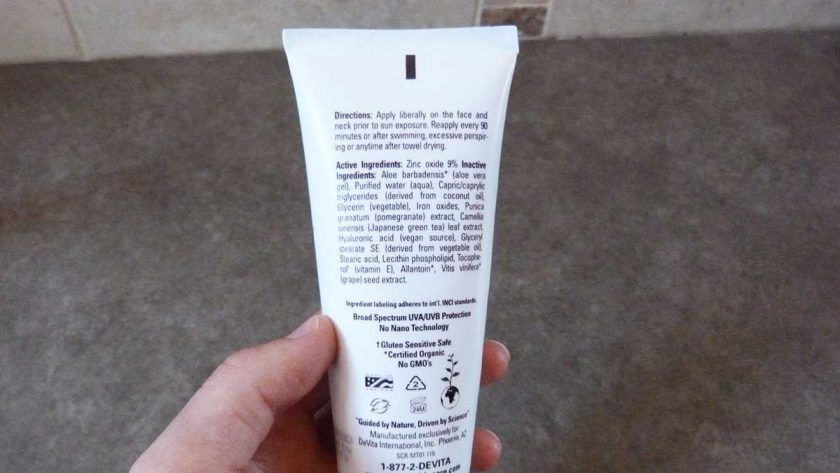 Directions: Apply liberally on the face and
neck prior to sun exposure. Reapply every 90
minutes or after swimming, excessive perspir-
ing or anytime after towel drying.
Active Ingredients: Zinc oxide 9% Inactive
Ingredients: Aloe barbadensis* (aloe vera
gel), Purified water (aqua), Capric/caprylic
triglycerides (derived from coconut oil),
Glycerin (vegetable), Iron oxides, Punica
granatum (pomegranate) extract, Camellia
sinensis (Japanese green tea) leaf extract,
Hyaluronic acid (vegan source), Glyceryl
stearate SE (derived from vegetable oil),
Stearic acid, Lecithin phospholipid, Tocophe-
rol† (vitamin E), Allantoin*, Vitis vinifera*
(grape) seed extract.
Ingredient labeling adheres to int'l. INCI standards.
Broad Spectrum UVA/UVB Protection
No Nano Technology
†Gluten Sensitive Safe
*Certified Organic
No GMO's
2
24M
"Guided by Nature, Driven by Science"
Manufactured exclusively for
DeVita International, Inc. Phoenix, AZ
1-877-2-DEVITA